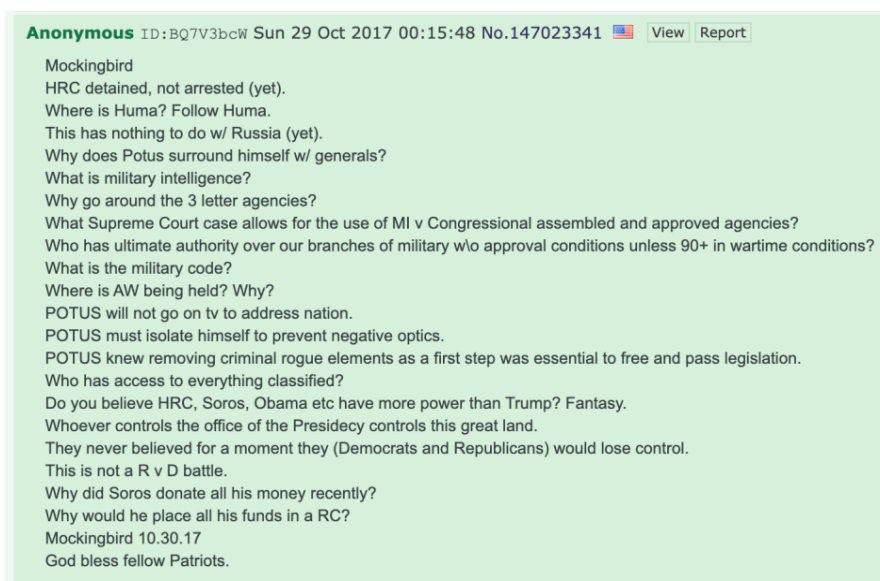 Anonymous ID:BQ7V3bcW Sun 29 Oct 2017 00:15:48 No.147023341 View Report
Mockingbird
HRC detained, not arrested (yet).
Where is Huma? Follow Huma.
This has nothing to do w/ Russia (yet).
Why does Potus surround himself w/ generals?
What is military intelligence?
Why go around the 3 letter agencies?
What Supreme Court case allows for the use of MI v Congressional assembled and approved agencies?
Who has ultimate authority over our branches of military w\o approval conditions unless 90+ in wartime conditions?
What is the military code?
Where is AW being held? Why?
POTUS will not go on tv to address nation.
POTUS must isolate himself to prevent negative optics.
POTUS knew removing criminal rogue elements as a first step was essential to free and pass legislation.
Who has access to everything classified?
Do you believe HRC, Soros, Obama etc have more power than Trump? Fantasy.
Whoever controls the office of the Presidecy controls this great land.
They never believed for a moment they (Democrats and Republicans) would lose control.
This is not a R v D battle.
Why did Soros donate all his money recently?
Why would he place all his funds in a RC?
Mockingbird 10.30.17
God bless fellow Patriots.